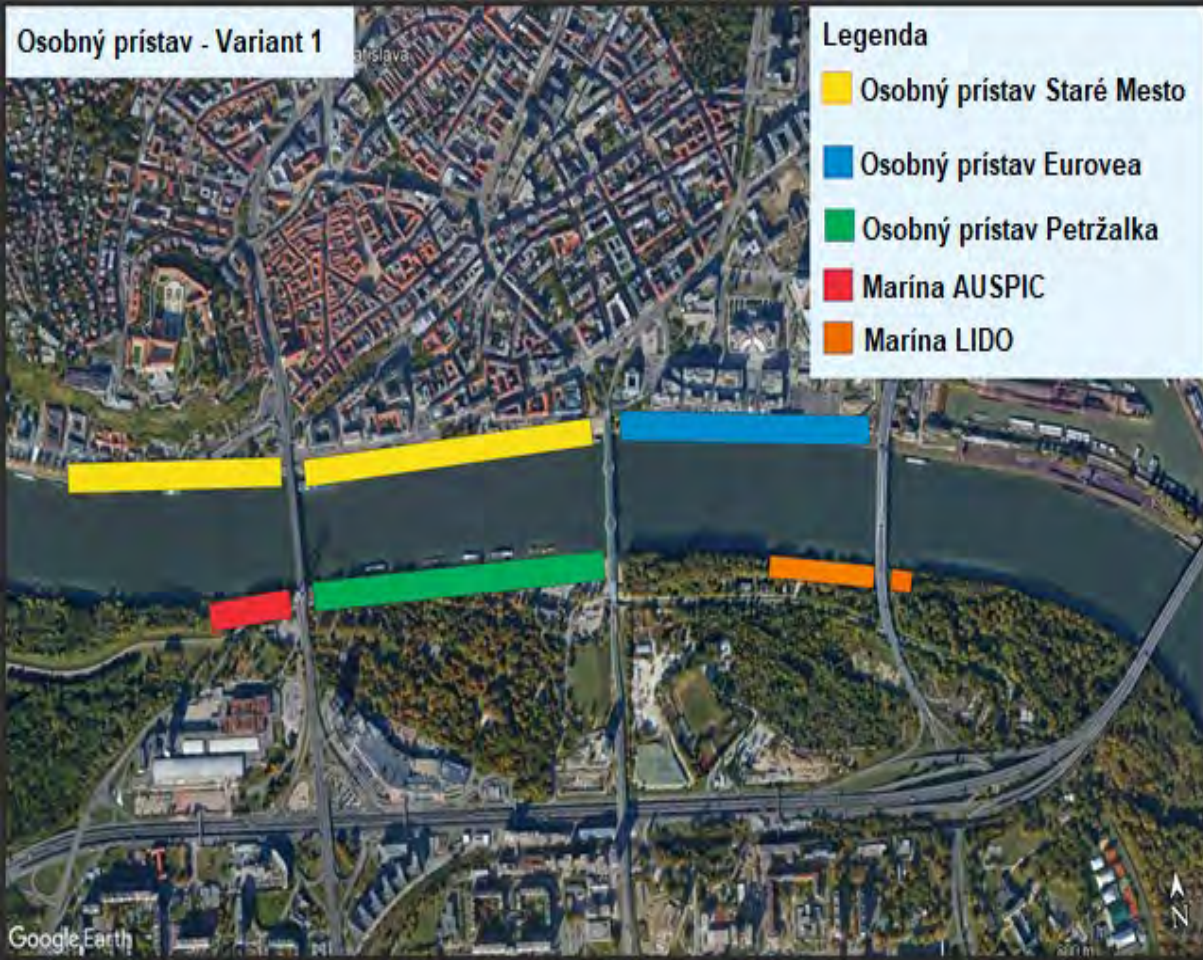 Osobný prístav - Variant 1
Legenda
Osobný prístav Staré Mesto
Osobný prístav Eurovea
Osobný prístav Petržalka
Marína AUSPIC
Marína LIDO
Google Earth
N